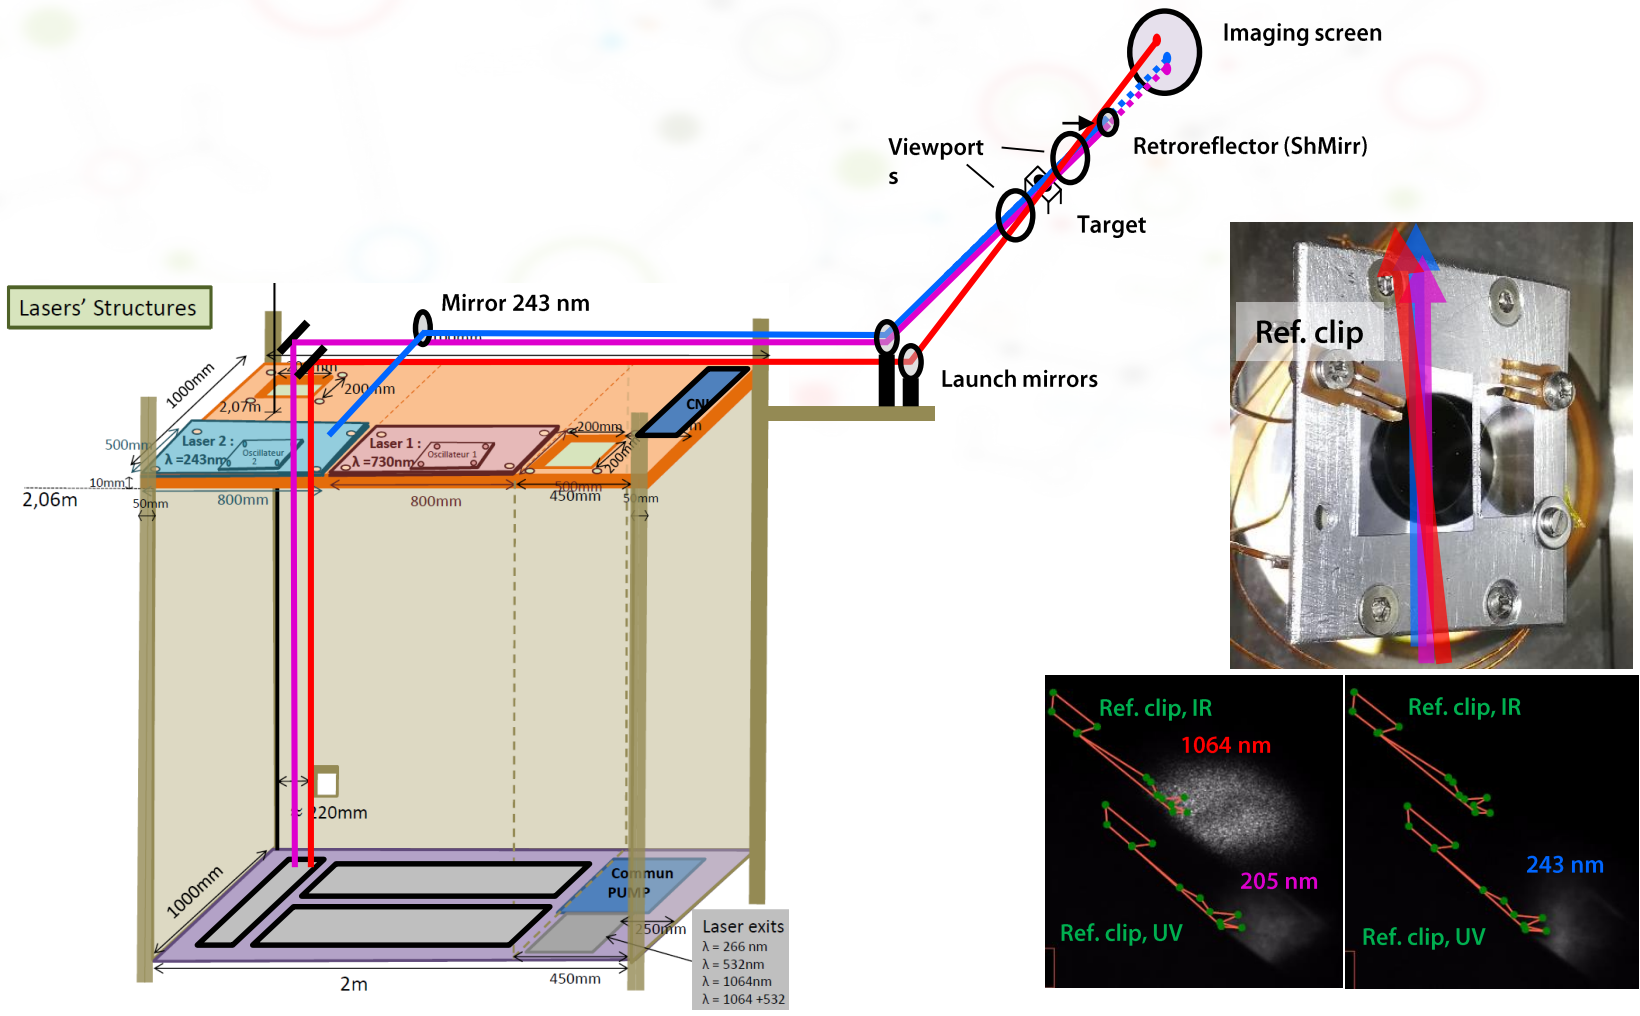 Imaging screen
Viewport
s
Retroreflector (ShMirr)
Target
Lasers' Structures
Mirror 243 nm
Launch mirrors
Ref. clip
1000mm
200mm
2,07m
500mm
Laser 2 :
λ =243nm
Oscillateur
2
Laser 1 :
λ =730nm
Oscillateur 1
200mm
10mm
2,06m
50mm
800mm
800mm
500mm
450mm
50mm
≈ 220mm
1000mm
Commun
PUMP
250mm
450mm
2m
Laser exits
λ = 266 nm
λ = 532nm
λ = 1064nm
λ = 1064 +532
Ref. clip, IR
1064 nm
205 nm
Ref. clip, UV
Ref. clip, IR
243 nm
Ref. clip, UV